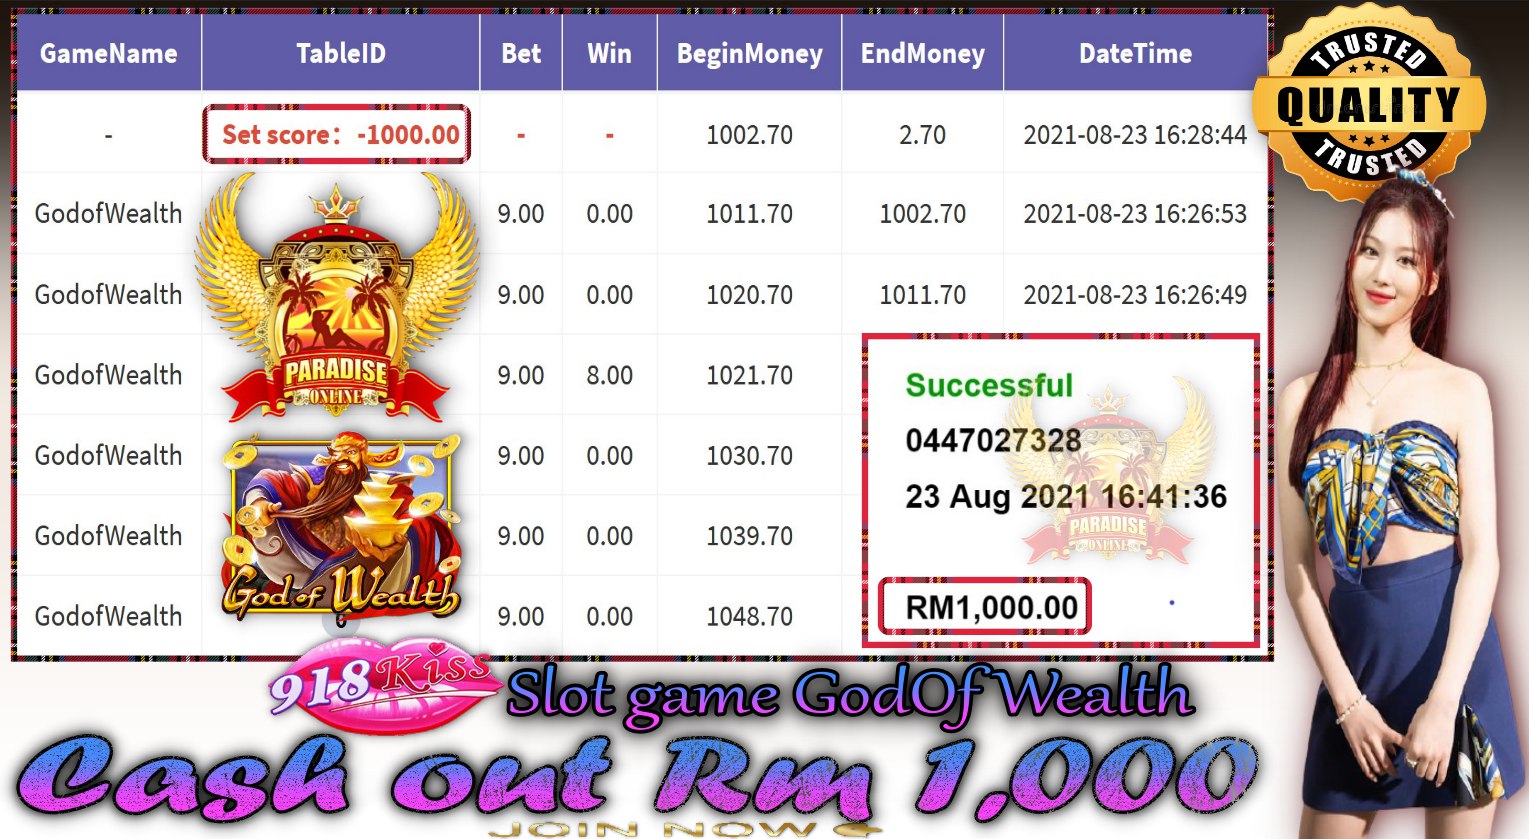 GameName TableID Bet Win BeginMoney EndMoney DateTime
- Set score：-1000.00 - - 1002.70 2.70 2021-08-23 16:28:44
GodofWealth 9.00 0.00 1011.70 1002.70 2021-08-23 16:26:53
GodofWealth 9.00 0.00 1020.70 1011.70 2021-08-23 16:26:49
GodofWealth 9.00 8.00 1021.70
GodofWealth 9.00 0.00 1030.70
GodofWealth 9.00 0.00 1039.70
GodofWealth 0 9.00 0.00 1048.70
TRUSTED
QUALITY
TRUSTED
PARADISE
ONLINE
God of Wealth
Successful
0447027328
23 Aug 2021 16:41:36
PARADISE
ONLINE
RM1,000.00
918Kiss Slot game GodOf Wealth
Cash out Rm 1,000
JOIN NOW